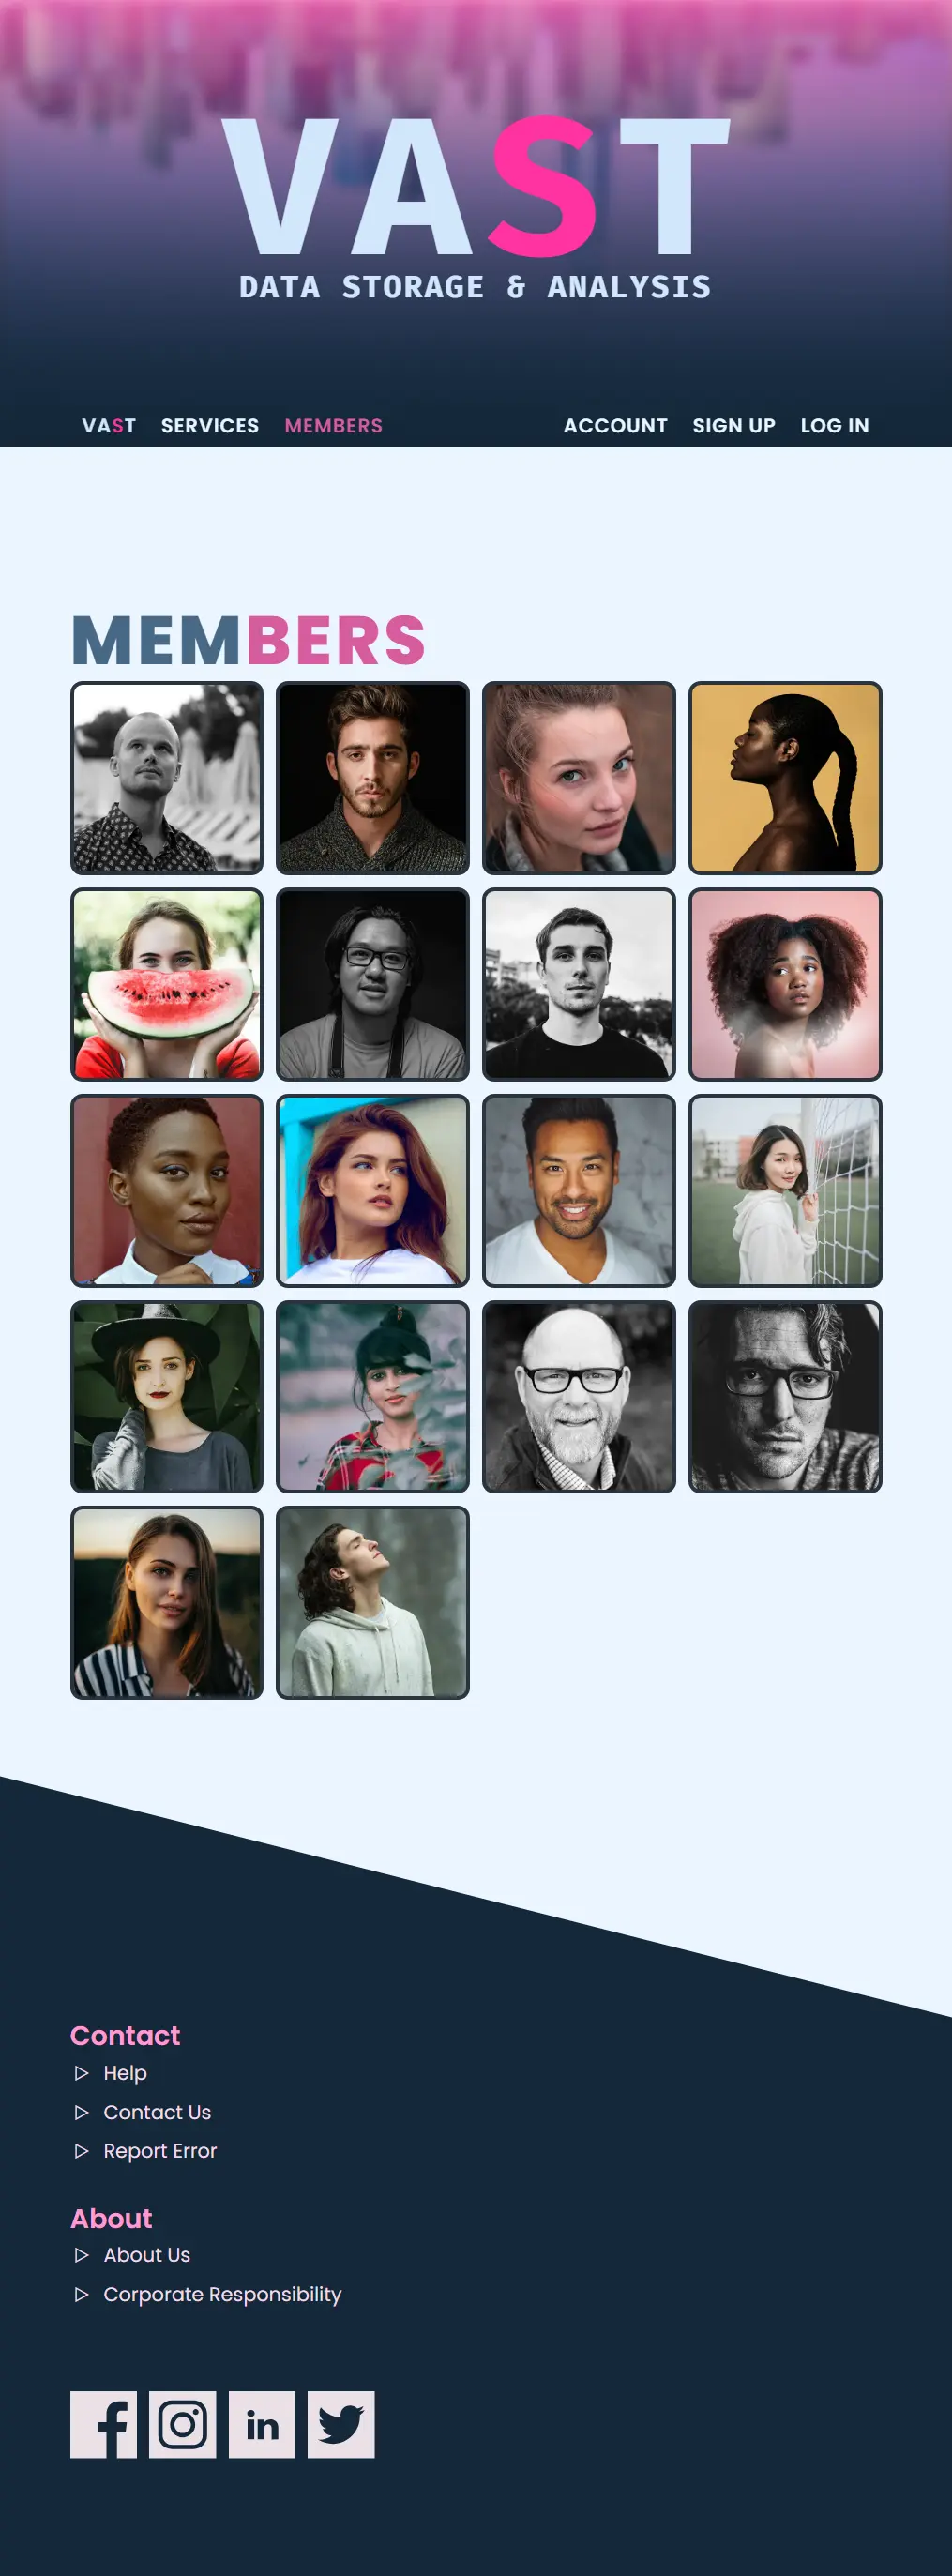 VAST
DATA STORAGE & ANALYSIS
VAST SERVICES MEMBERS ACCOUNT SIGN UP LOG IN
MEMBERS
Contact
Help
Contact Us
Report Error
About
About Us
Corporate Responsibility
in